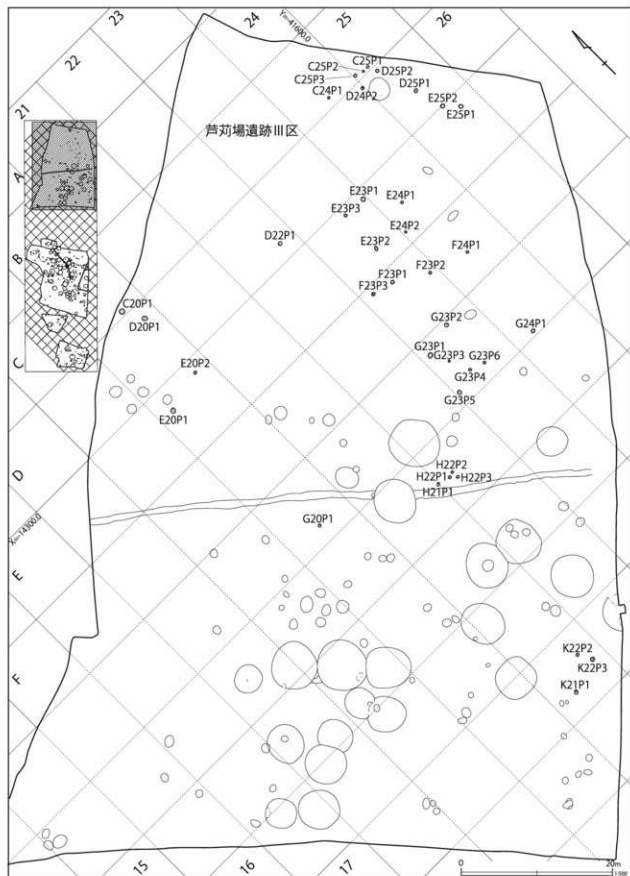 23
22
21
A
B
C
D
E
F
25
26
Y=-41600.0
X=-14300.0
芦苅場遺跡Ⅲ区
C25P1
C25P2
D25P2
C25P3
D25P1
C24P1
D24P2
E25P2
E25P1
E23P1
E24P1
E23P3
D22P1
E24P2
E23P2
F24P1
F23P2
F23P1
F23P3
C20P1
D20P1
G23P2
G24P1
G23P1
G23P3
G23P6
E20P2
G23P4
G23P5
E20P1
H22P2
H22P1
H22P3
H21P1
G20P1
K22P2
K22P3
K21P1
15
16
17
0
20m
1:500